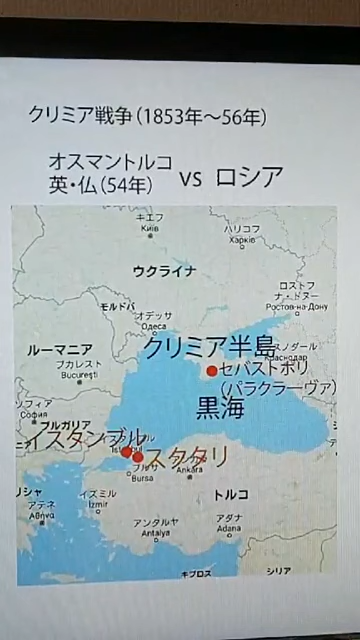 クリミア戦争(1853年～56年)
オスマントルコ
英・仏(54年)
vs ロシア
キエフ
Київ
ハリコフ
Харків
ウクライナ
ロストフ
ナ・ドヌー
Ростов-на-Дону
モルドバ
オデッサ
Одеса
クリミア半島
スノダール
Краснодар
ルーマニア
セバストポリ
ブカレスト
București
(パラクラーヴァ)
黒海
ソフィア
София
ブルガリア
イスタンブル
スクタリ
ブルサ
Bursa
Ankara
リシャ
イズミル
İzmir
トルコ
アテネ
Αθήνα
アンタルヤ
Antalya
アダナ
Adana
キプロス
シリア